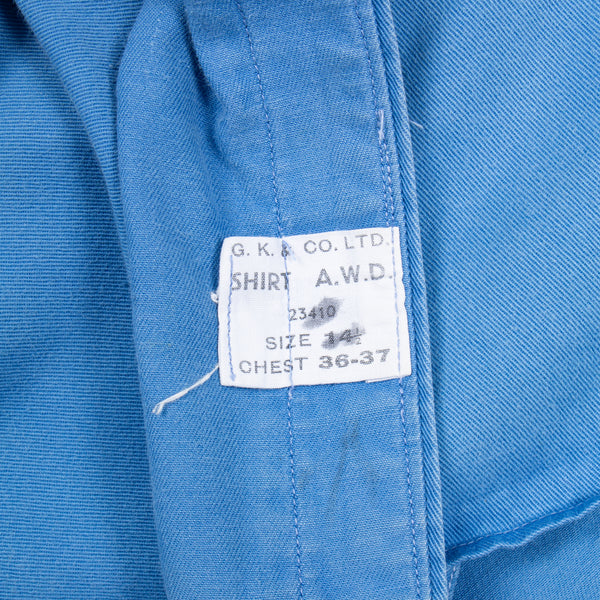 G. K. & CO. LTD.
SHIRT A.W.D.
23410
SIZE 14½
CHEST 36-37